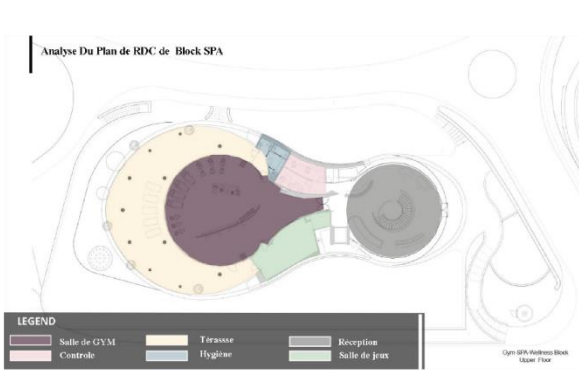 Analyse Du Plan de RDC de Block SPA
LEGEND
Salle de GYM
Térassse
Réception
Controle
Hygiène
Salle de jeux
Gym-SPA-Wellness Block
Upper Floor